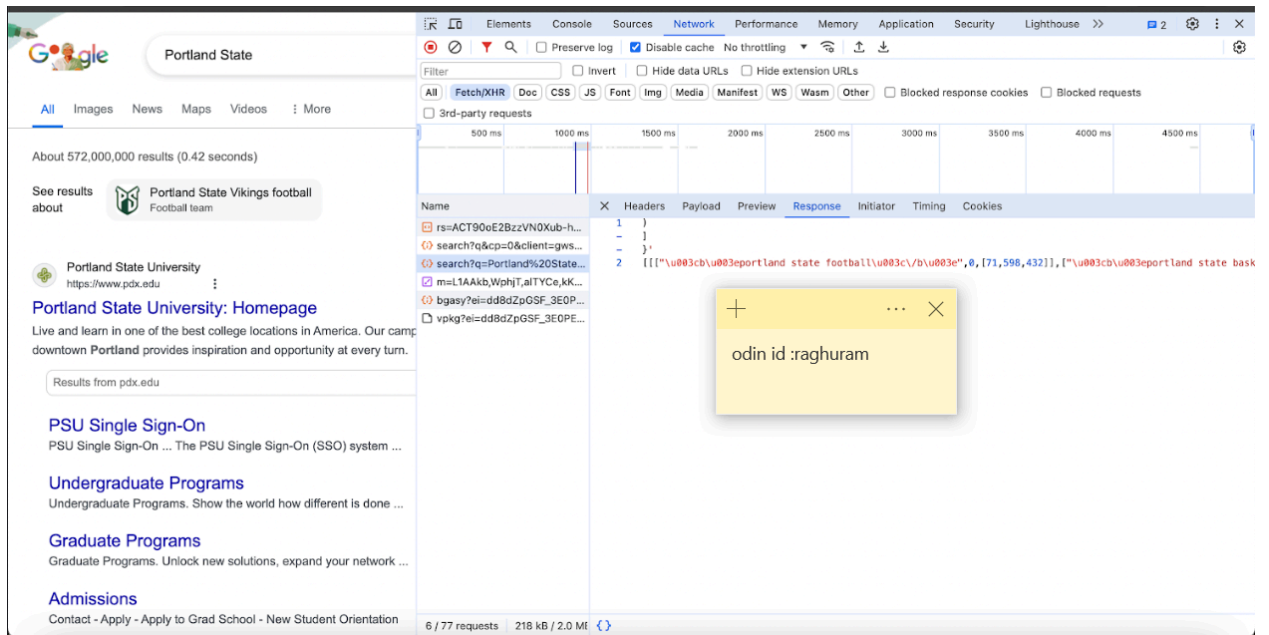 Google
Portland State
All Images News Maps Videos More
About 572,000,000 results (0.42 seconds)
See results about
Portland State Vikings football
Football team
Portland State University
https://www.pdx.edu
Portland State University: Homepage
Live and learn in one of the best college locations in America. Our camp
downtown Portland provides inspiration and opportunity at every turn.
Results from pdx.edu
PSU Single Sign-On
PSU Single Sign-On ... The PSU Single Sign-On (SSO) system ...
Undergraduate Programs
Undergraduate Programs. Show the world how different is done ...
Graduate Programs
Graduate Programs. Unlock new solutions, expand your network ...
Admissions
Contact - Apply - Apply to Grad School - New Student Orientation
Elements Console Sources Network Performance Memory Application Security Lighthouse 2
Preserve log Disable cache No throttling
Filter Invert Hide data URLs Hide extension URLs
All Fetch/XHR Doc CSS JS Font Img Media Manifest WS Wasm Other Blocked response cookies Blocked requests
3rd-party requests
500 ms 1000 ms 1500 ms 2000 ms 2500 ms 3000 ms 3500 ms 4000 ms 4500 ms
Name Headers Payload Preview Response Initiator Timing Cookies
rs=ACT90oE2BzzVN0Xub-h...
search?q&cp=0&client=gws...
search?q=Portland%20State...
m=L1AAkb,WphjT,aITYCe,kK...
bgasy?ei=dd8dZpGSF_3E0P...
vpkg?ei=dd8dZpGSF_3E0PE...
1 }
- ]
- }'
2 [[["\u003cb\u003eportland state football\u003c\/b\u003e",0,[71,598,432]],["\u003cb\u003eportland state bask
odin id :raghuram
6 / 77 requests 218 kB / 2.0 ME {}